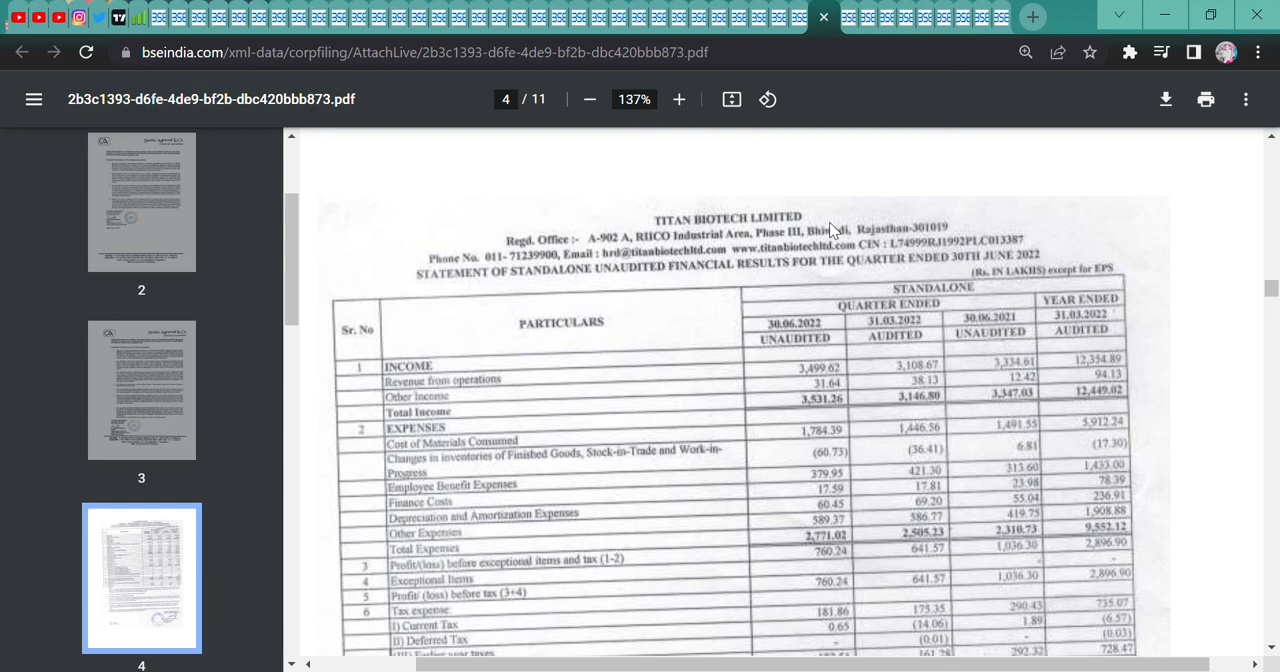 bseindia.com/xml-data/corpfiling/AttachLive/2b3c1393-d6fe-4de9-bf2b-dbc420bbb873.pdf
2b3c1393-d6fe-4de9-bf2b-dbc420bbb873.pdf
4 / 11
137%
2
3
4
TITAN BIOTECH LIMITED
Regd. Office :- A-902 A, RIICO Industrial Area, Phase III, Rajasthan-301019
Phone No. 011- 71239900, Email : hrd@titanbiotechltd.com www.titanbiotechltd.com CIN : L74999RJ1992PLC013387
STATEMENT OF STANDALONE UNAUDITED FINANCIAL RESULTS FOR THE QUARTER ENDED 30TH JUNE 2022
(Rs. IN LAKHS) except for EPS
Sr. No PARTICULARS STANDALONE
QUARTER ENDED YEAR ENDED
30.06.2022 31.03.2022 30.06.2021 31.03.2022
UNAUDITED AUDITED UNAUDITED AUDITED
1 INCOME
Revenue from operations 3,499.62 3,108.67 3,334.61 12,354.89
Other Income 31.64 38.13 12.42 94.13
Total Income 3,531.26 3,146.80 3,347.03 12,449.02
2 EXPENSES
Cost of Materials Consumed 1,784.39 1,446.56 1,491.55 5,912.24
Changes in inventories of Finished Goods, Stock-in-Trade and Work-in-
Progress (60.73) (36.41) 6.81 (17.30)
Employee Benefit Expenses 379.95 421.30 313.60 1,433.00
Finance Costs 17.59 17.81 23.98 78.39
Depreciation and Amortization Expenses 60.45 69.20 55.04 236.91
Other Expenses 589.37 586.77 419.75 1,908.88
Total Expenses 2,771.02 2,505.23 2,310.73 9,552.12
3 Profit/(loss) before exceptional items and tax (1-2) 760.24 641.57 1,036.30 2,896.90
4 Exceptional Items - -
5 Profit/ (loss) before tax (3+4) 760.24 641.57 1,036.30 2,896.90
6 Tax expense
I) Current Tax 181.86 175.35 290.43 735.07
II) Deferred Tax 0.65 (14.06) 1.89 (6.57)
III) Earlier year taxes - (0.01) - (0.03)
161.28 292.32 728.47